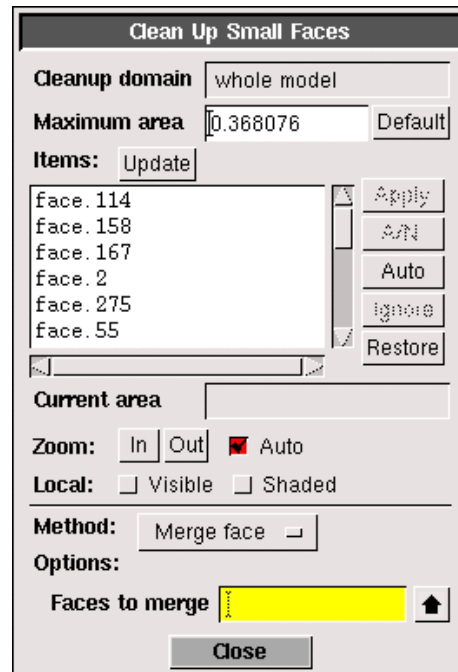 Clean Up Small Faces
Cleanup domain whole model
Maximum area 0.368076 Default
Items: Update
face.114
face.158
face.167
face.2
face.275
face.55
Apply
A/N
Auto
Ignore
Restore
Current area
Zoom: In Out Auto
Local: Visible Shaded
Method: Merge face
Options:
Faces to merge
Close